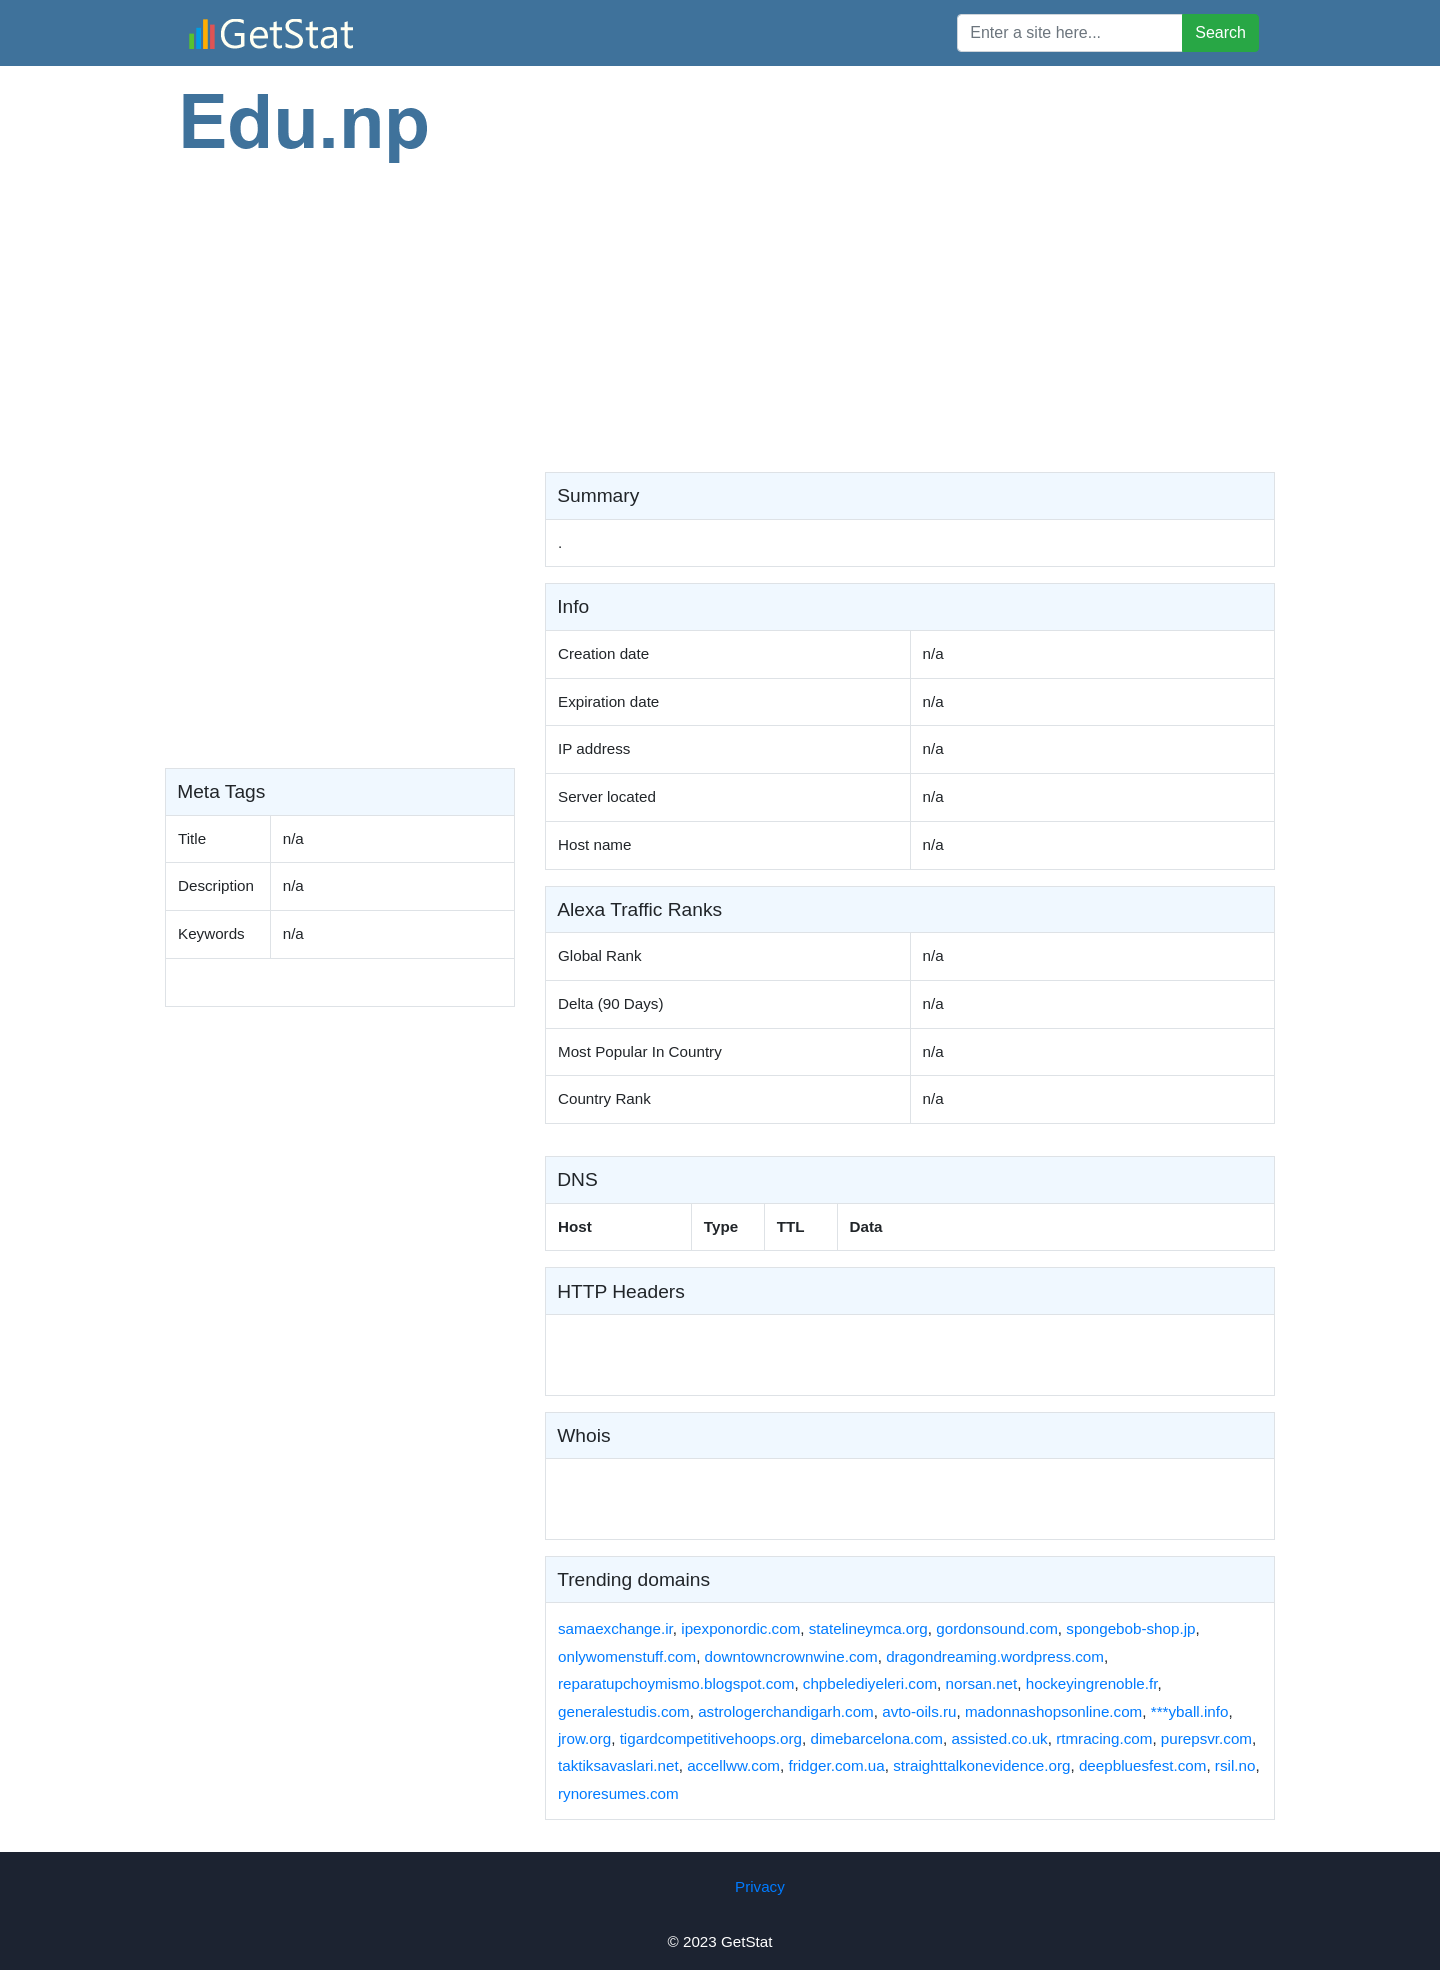 GetStat
Enter a site here...
Search
Edu.np
Meta Tags
Title n/a
Description n/a
Keywords n/a
Summary
.
Info
Creation date n/a
Expiration date n/a
IP address n/a
Server located n/a
Host name n/a
Alexa Traffic Ranks
Global Rank n/a
Delta (90 Days) n/a
Most Popular In Country n/a
Country Rank n/a
DNS
Host Type TTL Data
HTTP Headers
Whois
Trending domains
samaexchange.ir, ipexponordic.com, statelineymca.org, gordonsound.com, spongebob-shop.jp,
onlywomenstuff.com, downtowncrownwine.com, dragondreaming.wordpress.com,
reparatupchoymismo.blogspot.com, chpbelediyeleri.com, norsan.net, hockeyingrenoble.fr,
generalestudis.com, astrologerchandigarh.com, avto-oils.ru, madonnashopsonline.com, ***yball.info,
jrow.org, tigardcompetitivehoops.org, dimebarcelona.com, assisted.co.uk, rtmracing.com, purepsvr.com,
taktiksavaslari.net, accellww.com, fridger.com.ua, straighttalkonevidence.org, deepbluesfest.com, rsil.no,
rynoresumes.com
Privacy
© 2023 GetStat